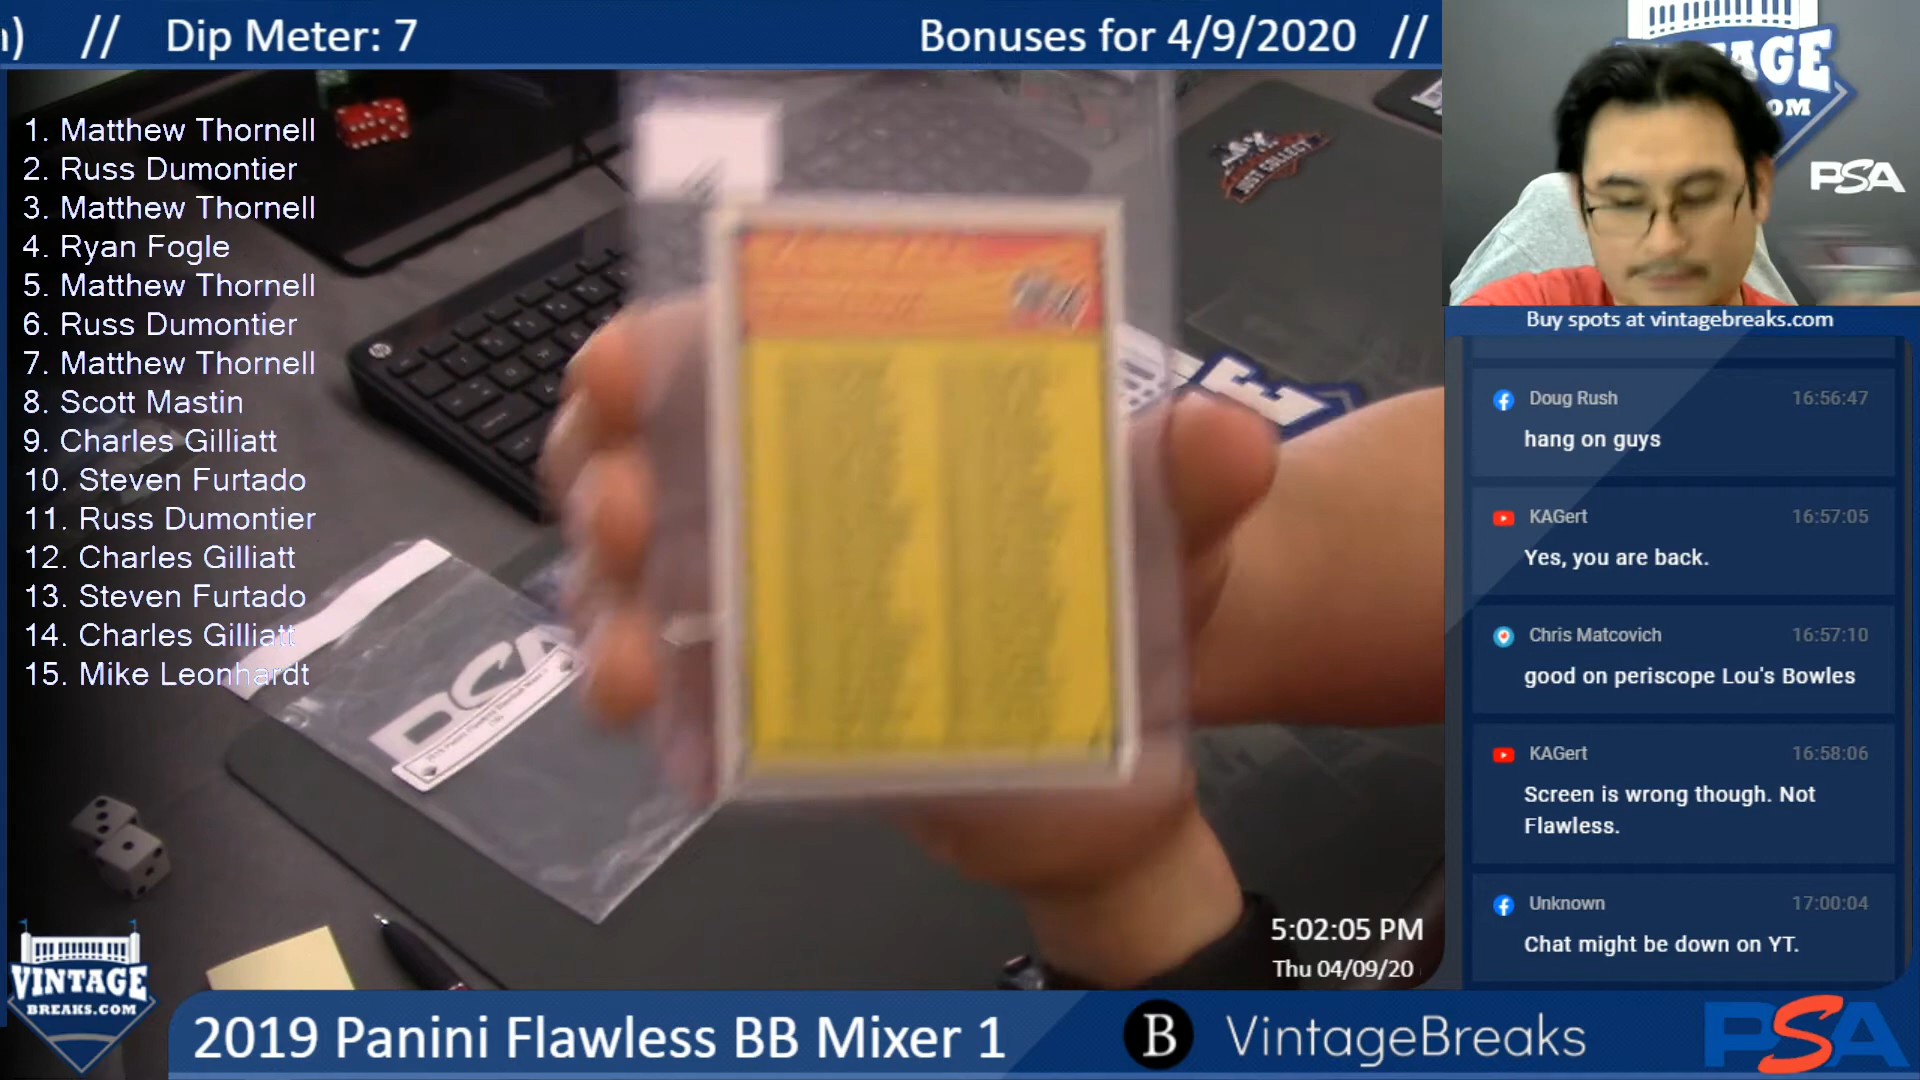 ) // Dip Meter: 7 Bonuses for 4/9/2020 //
1. Matthew Thornell
2. Russ Dumontier
3. Matthew Thornell
4. Ryan Fogle
5. Matthew Thornell
6. Russ Dumontier
7. Matthew Thornell
8. Scott Mastin
9. Charles Gilliatt
10. Steven Furtado
11. Russ Dumontier
12. Charles Gilliatt
13. Steven Furtado
14. Charles Gilliatt
15. Mike Leonhardt
JUST COLLECT
PSA
PSA
Buy spots at vintagebreaks.com
Doug Rush 16:56:47
hang on guys
KAGert 16:57:05
Yes, you are back.
Chris Matcovich 16:57:10
good on periscope Lou's Bowles
KAGert 16:58:06
Screen is wrong though. Not
Flawless.
Unknown 17:00:04
Chat might be down on YT.
5:02:05 PM
Thu 04/09/20
VINTAGE
BREAKS.COM
2019 Panini Flawless BB Mixer 1
B VintageBreaks
PSA